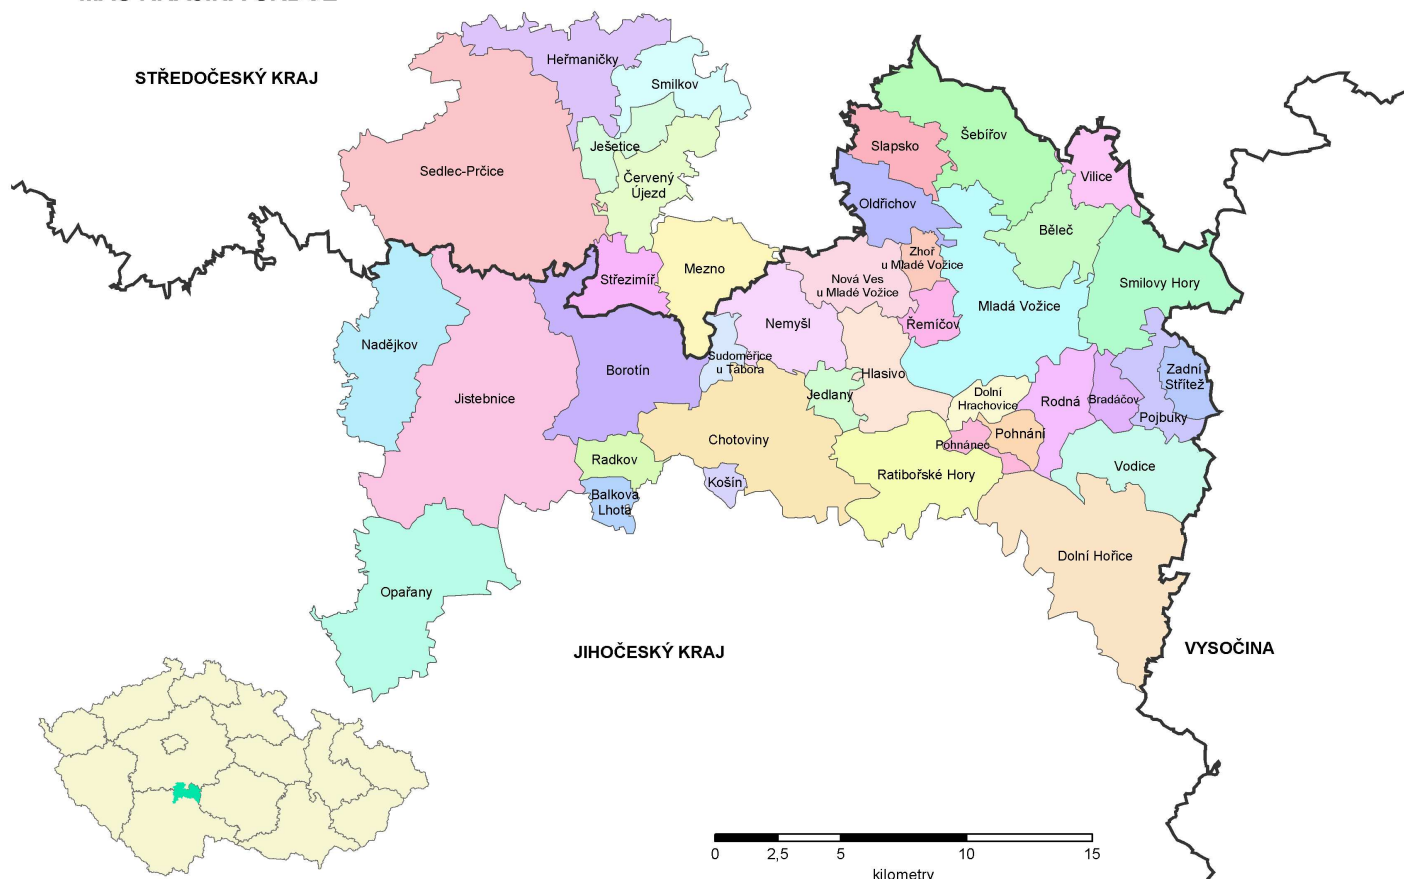 STŘEDOČESKÝ KRAJ
Heřmaničky
Smilkov
Ješetice
Sedlec-Prčice
Červený
Újezd
Šebířov
Slapsko
Vilice
Oldřichov
Běleč
Zhoř
u Mladé Vožice
Mezno
Střezimíř
Nová Ves
u Mladé Vožice
Smilovy Hory
Mladá Vožice
Nemyšl
Řemíčov
Nadějkov
Sudoměřice
u Tábora
Borotín
Hlasivo
Zadní
Střítež
Jistebnice
Jedlany
Dolní
Hrachovice
Rodná
Bradáčov
Pojbuky
Chotoviny
Pohnánec
Pohnání
Radkov
Vodice
Ratibořské Hory
Košín
Balkova
Lhota
Dolní Hořice
Opařany
JIHOČESKÝ KRAJ
VYSOČINA
0 2,5 5 10 15
kilometry